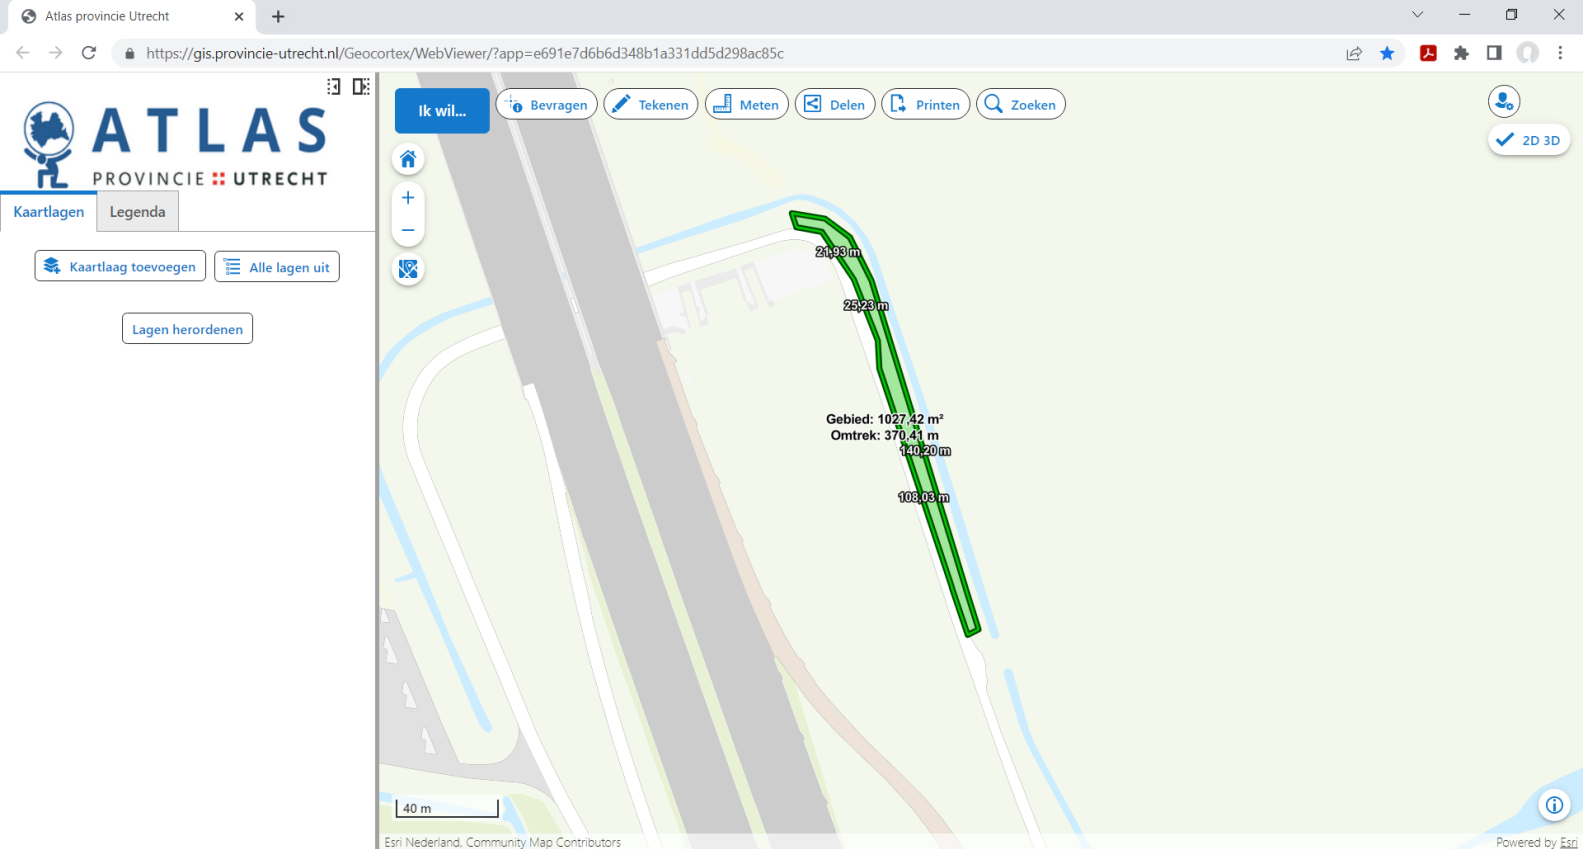 Atlas provincie Utrecht
https://gis.provincie-utrecht.nl/Geocortex/WebViewer/?app=e691e7d6b6d348b1a331dd5d298ac85c
ATLAS
PROVINCIE UTRECHT
Kaartlagen
Legenda
Kaartlaag toevoegen
Alle lagen uit
Lagen herordenen
Ik wil...
Bevragen
Tekenen
Meten
Delen
Printen
Zoeken
2D 3D
21,93 m
25,23 m
Gebied: 1027,42 m²
Omtrek: 370,41 m
140,20 m
108,03 m
40 m
Esri Nederland, Community Map Contributors
Powered by Esri